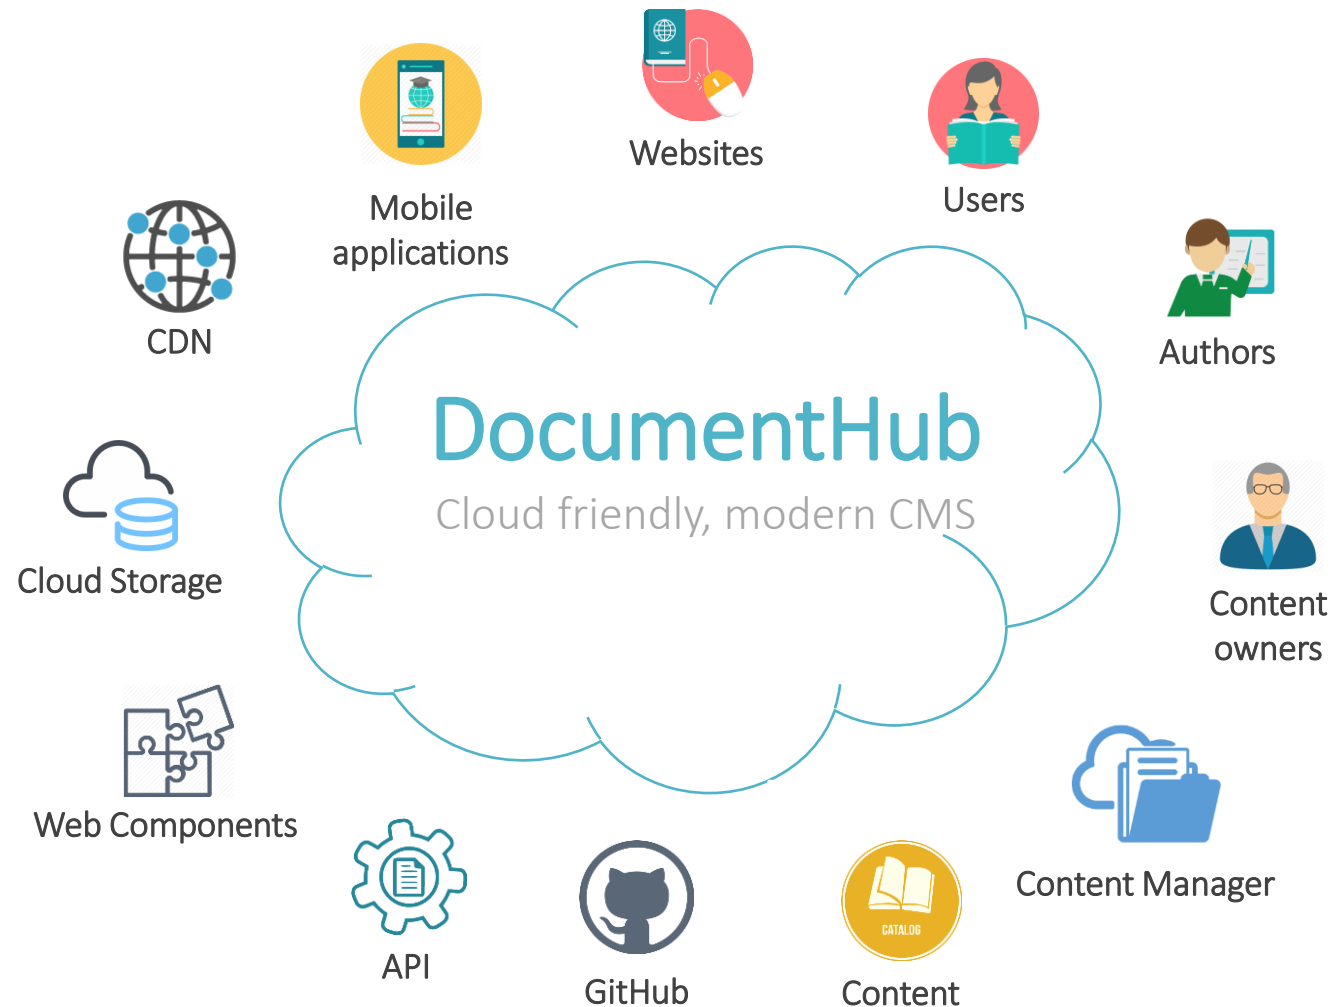 Websites
Users
Mobile
applications
CDN
Authors
DocumentHub
Cloud friendly, modern CMS
Cloud Storage
Content
owners
Web Components
Content Manager
API
GitHub
CATALOG
Content